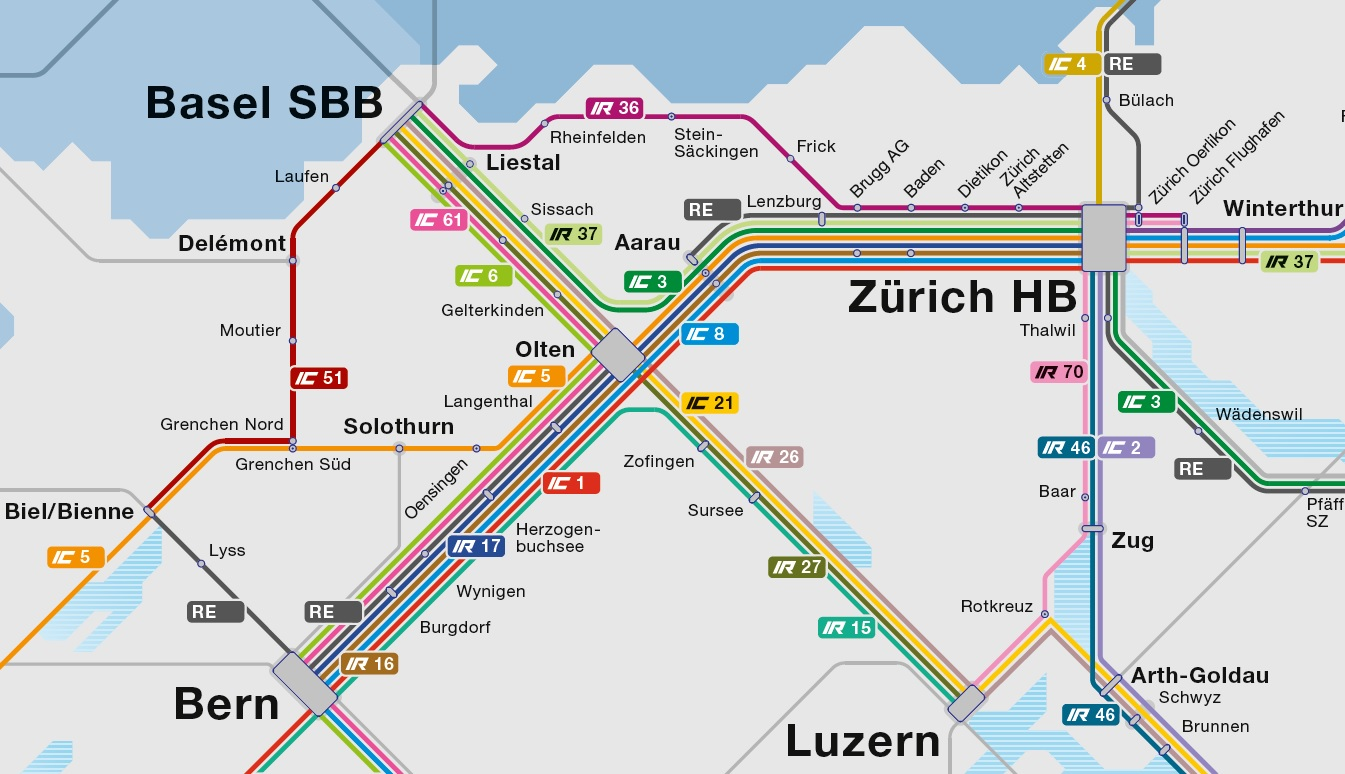 IC 4
RE
Basel SBB
IR 36
Bülach
Rheinfelden
Stein-
Säckingen
Frick
Brugg AG
Baden
Dietikon
Zürich
Altstetten
Zürich Oerlikon
Zürich Flughafen
Liestal
Laufen
IC 61
Sissach
IR 37
RE
Lenzburg
Winterthur
Delémont
Aarau
IR 37
IC 6
IC 3
Zürich HB
Gelterkinden
Moutier
Thalwil
IC 8
Olten
IC 51
IC 5
IR 70
Langenthal
IC 21
IC 3
Wädenswil
Grenchen Nord
Solothurn
Grenchen Süd
Zofingen
IR 26
IR 46
IC 2
RE
Oensingen
IC 1
Baar
Biel/Bienne
Sursee
Pfäff
SZ
Herzogen-
buchsee
IR 17
Zug
IC 5
Lyss
IR 27
Wynigen
RE
RE
Rotkreuz
Burgdorf
IR 15
IR 16
Bern
Arth-Goldau
Schwyz
IR 46
Brunnen
Luzern